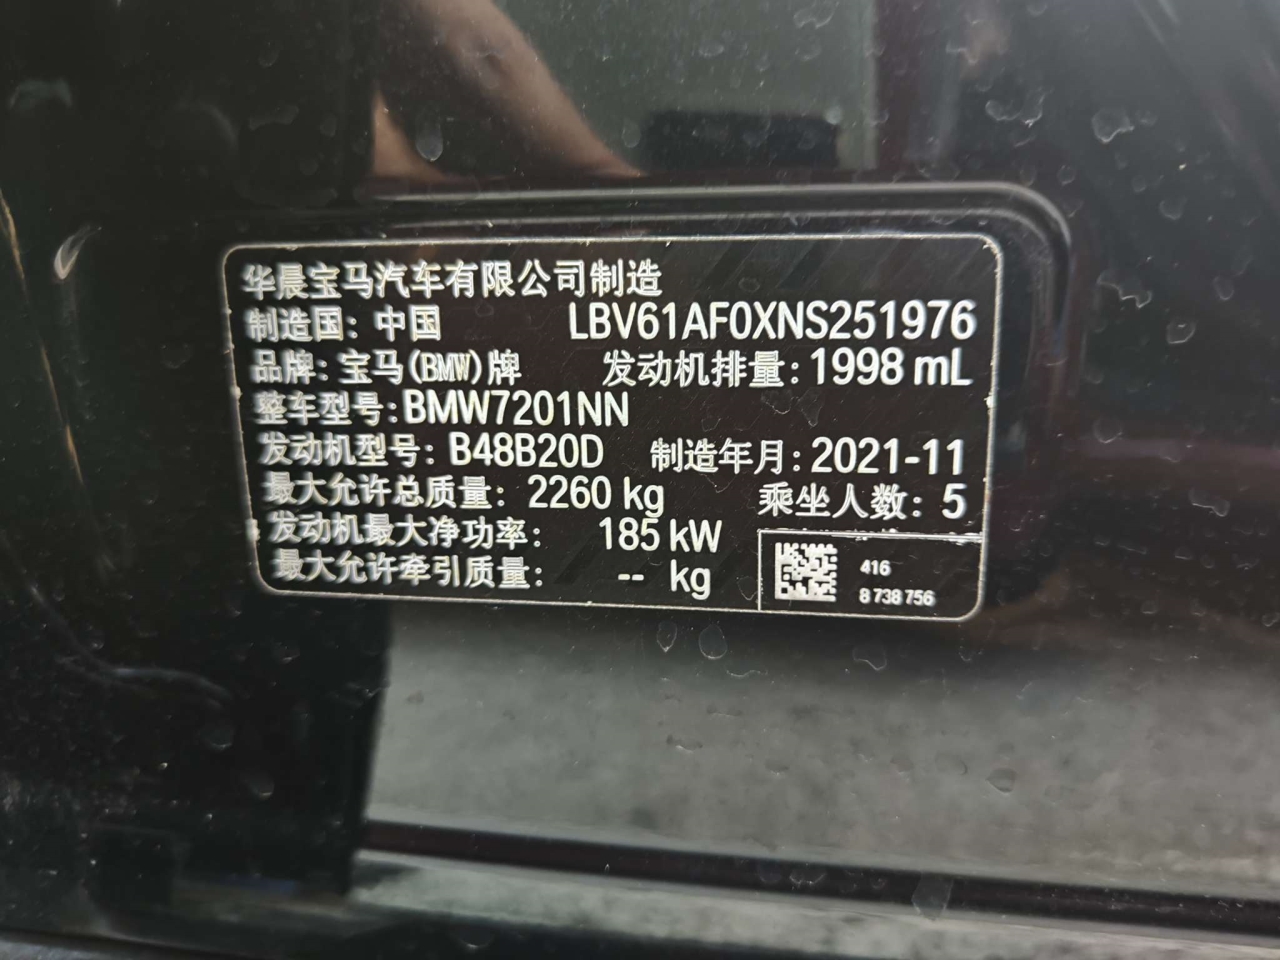 华晨宝马汽车有限公司制造
制造国：中国 LBV61AF0XNS251976
品牌：宝马(BMW)牌 发动机排量：1998 mL
整车型号：BMW7201NN
发动机型号：B48B20D 制造年月：2021-11
最大允许总质量：2260 kg 乘坐人数：5
发动机最大净功率：185 kW
最大允许牵引质量：-- kg
416
8 738 756